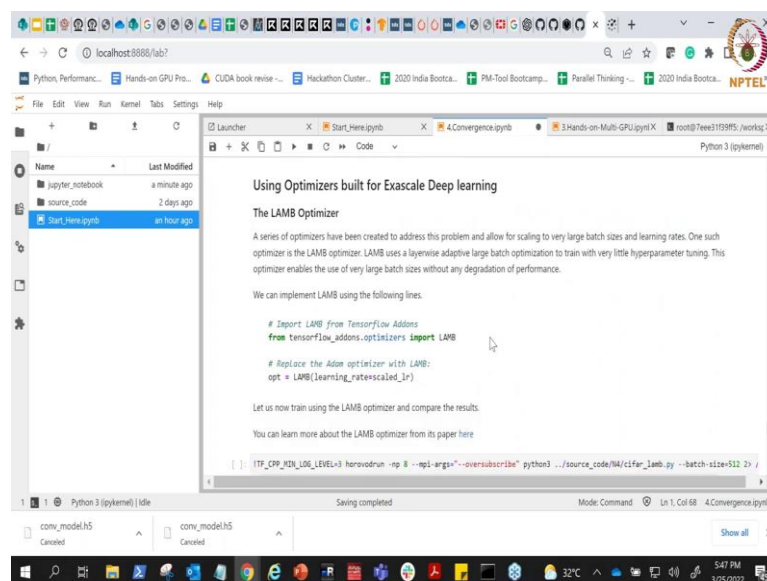 localhost:8888/lab?
NPTEL
Python, Performanc... Hands-on GPU Pro... CUDA book revise -... Hackathon Cluster... 2020 India Bootca... PM-Tool Bootcamp... Parallel Thinking -... 2020 India Bootca...
File Edit View Run Kernel Tabs Settings Help
Launcher Start_Here.ipynb 4.Convergence.ipynb 3.Hands-on-Multi-GPU.ipynl root@7eee31f39ff5: /works
Code Python 3 (ipykernel)
/
Name Last Modified
jupyter_notebook a minute ago
source_code 2 days ago
Start_Here.ipynb an hour ago
Using Optimizers built for Exascale Deep learning
The LAMB Optimizer
A series of optimizers have been created to address this problem and allow for scaling to very large batch sizes and learning rates. One such
optimizer is the LAMB optimizer. LAMB uses a layerwise adaptive large batch optimization to train with very little hyperparameter tuning. This
optimizer enables the use of very large batch sizes without any degradation of performance.
We can implement LAMB using the following lines.
# Import LAMB from Tensorflow Addons
from tensorflow_addons.optimizers import LAMB
# Replace the Adam optimizer with LAMB:
opt = LAMB(learning_rate=scaled_lr)
Let us now train using the LAMB optimizer and compare the results.
You can learn more about the LAMB optimizer from its paper here
[ ]: !TF_CPP_MIN_LOG_LEVEL=3 horovodrun -np 8 --mpi-args="--oversubscribe" python3 ../source_code/N4/cifar_lamb.py --batch-size=512 2> /
1 1 Python 3 (ipykernel) | Idle Saving completed Mode: Command Ln 1, Col 68 4.Convergence.ipyn
conv_model.h5 conv_model.h5 Show all
Canceled Canceled
32°C 5:47 PM
3/25/2022